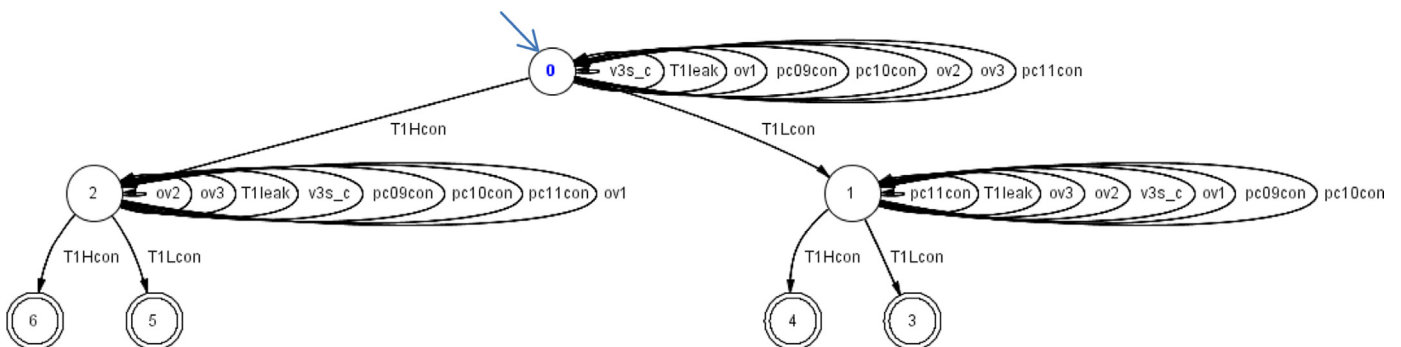 0 v3s_c T1leak ov1 pc09con pc10con ov2 ov3 pc11con
T1Hcon T1Lcon
2 ov2 ov3 T1leak v3s_c pc09con pc10con pc11con ov1 1 pc11con T1leak ov3 ov2 v3s_c ov1 pc09con pc10con
T1Hcon T1Lcon T1Hcon T1Lcon
6 5 4 3